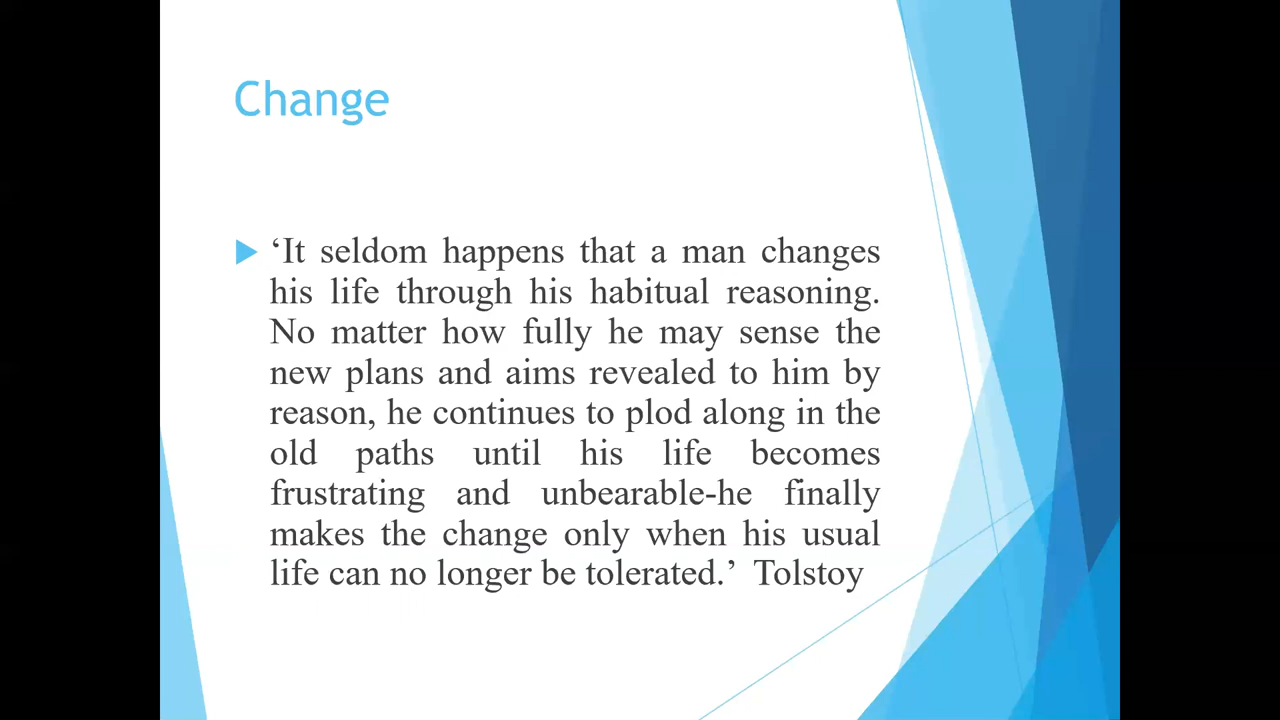 Change
‘It seldom happens that a man changes
his life through his habitual reasoning.
No matter how fully he may sense the
new plans and aims revealed to him by
reason, he continues to plod along in the
old paths until his life becomes
frustrating and unbearable-he finally
makes the change only when his usual
life can no longer be tolerated.’ Tolstoy